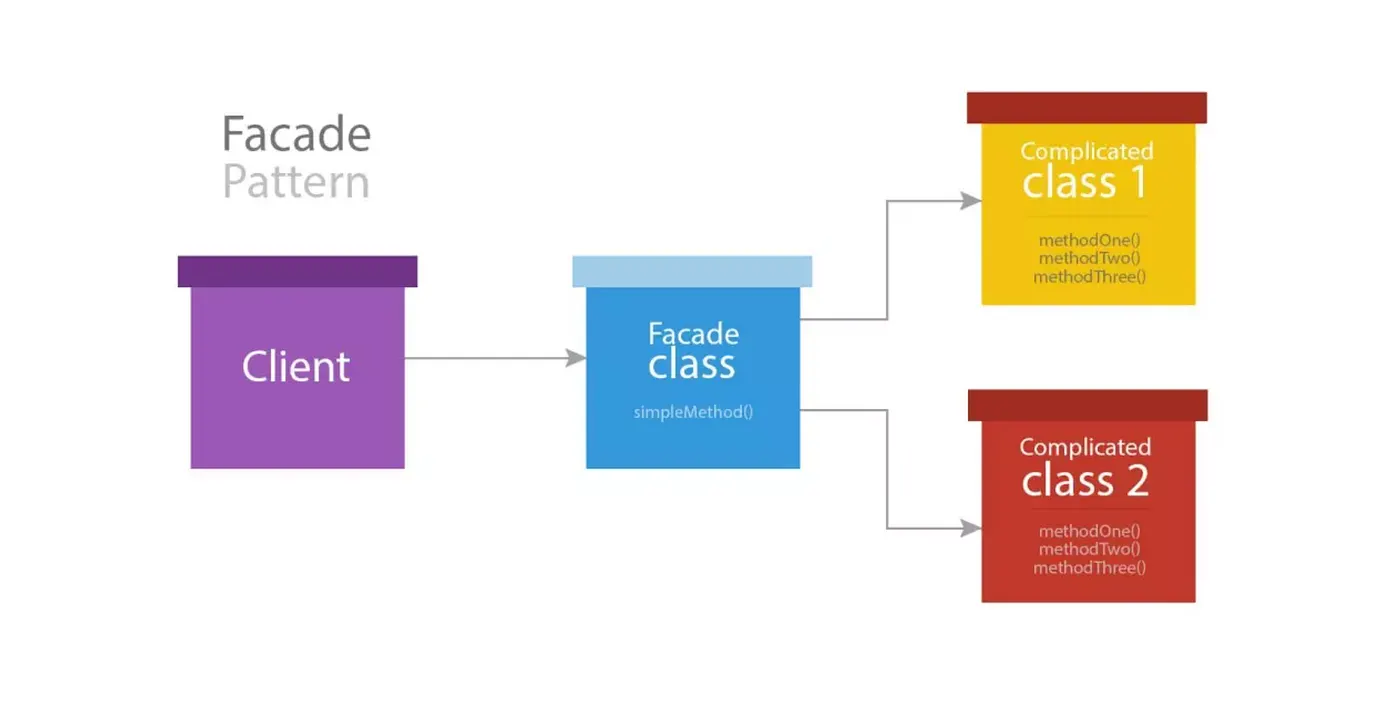 Facade
Pattern
Client
Facade
class
simpleMethod()
Complicated
class 1
methodOne()
methodTwo()
methodThree()
Complicated
class 2
methodOne()
methodTwo()
methodThree()